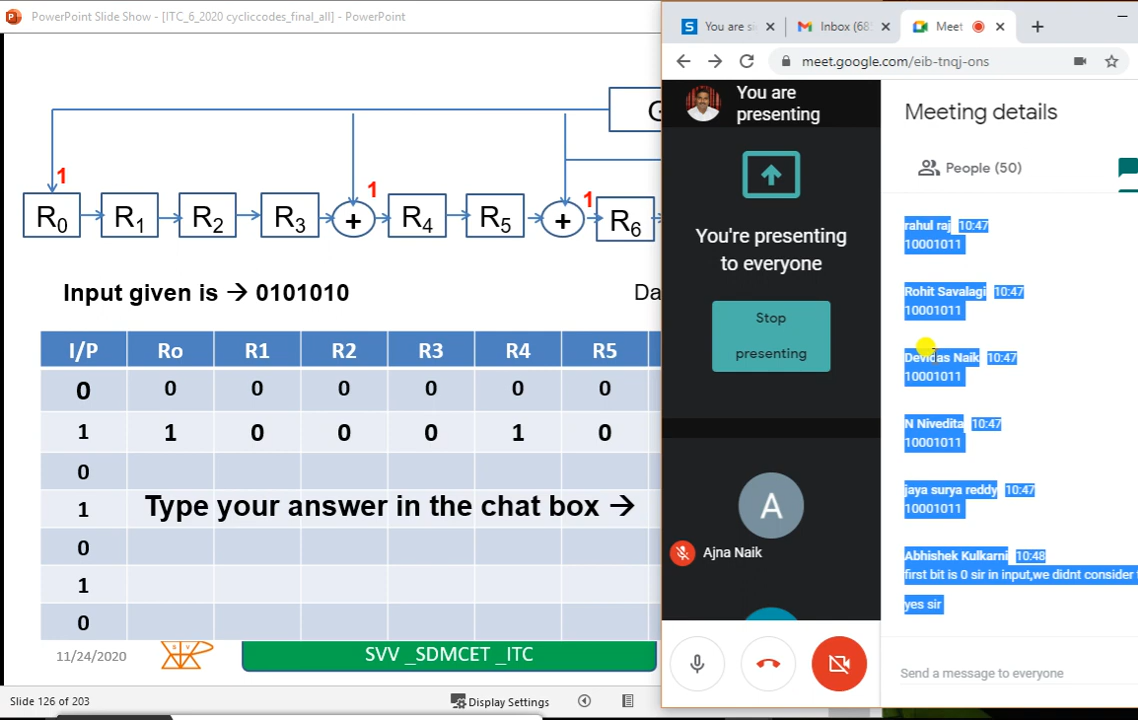 PowerPoint Slide Show - [ITC_6_2020 cycliccodes_final_all] - PowerPoint
G
1
1
1
R0
R1
R2
R3
+
R4
R5
+
R6
Input given is → 0101010
Da
I/P Ro R1 R2 R3 R4 R5
0 0 0 0 0 0 0
1 1 0 0 0 1 0
0
1
Type your answer in the chat box →
0
1
0
11/24/2020
SVV _SDMCET _ITC
Slide 126 of 203
Display Settings
You are s
Inbox (68
Meet
meet.google.com/eib-tnqj-ons
You are
presenting
You're presenting
to everyone
Stop
presenting
A
Ajna Naik
Meeting details
People (50)
rahul raj 10:47
10001011
Rohit Savalagi 10:47
10001011
Devidas Naik 10:47
10001011
N Nivedita 10:47
10001011
jaya surya reddy 10:47
10001011
Abhishek Kulkarni 10:48
first bit is 0 sir in input,we didnt consider
yes sir
Send a message to everyone